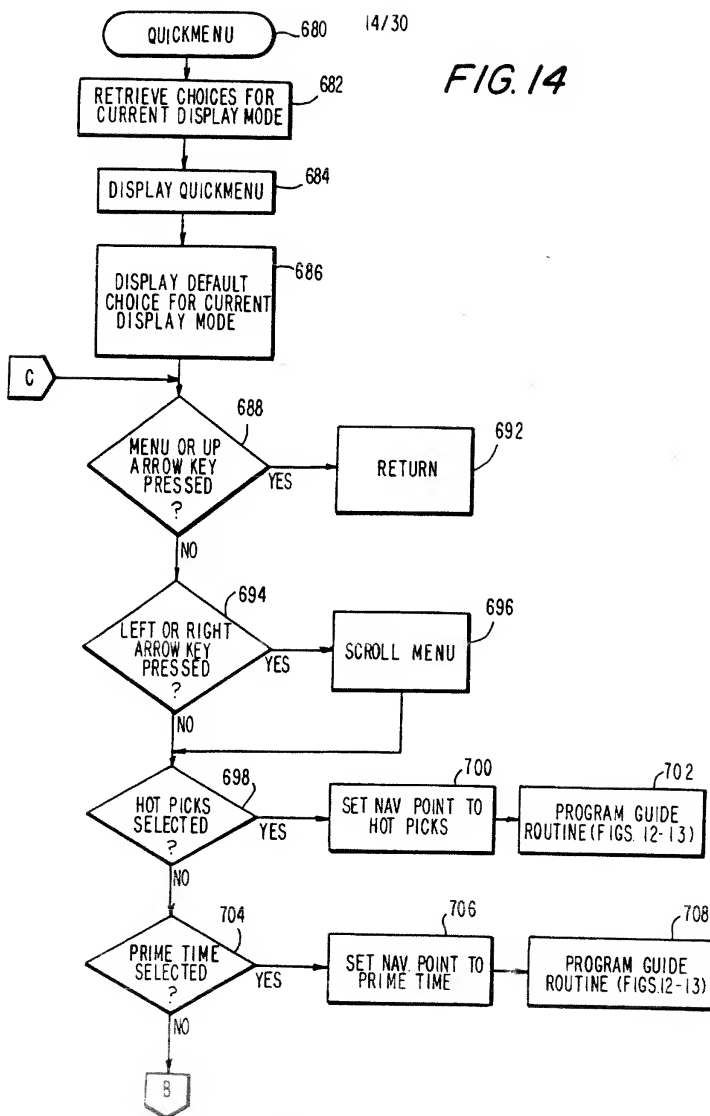 QUICKMENU
680
14/30
FIG. 14
682
RETRIEVE CHOICES FOR
CURRENT DISPLAY MODE
684
DISPLAY QUICKMENU
686
DISPLAY DEFAULT
CHOICE FOR CURRENT
DISPLAY MODE
C
688
MENU OR UP
ARROW KEY
PRESSED
?
YES
692
RETURN
NO
694
LEFT OR RIGHT
ARROW KEY
PRESSED
?
YES
696
SCROLL MENU
NO
698
HOT PICKS
SELECTED
?
YES
700
SET NAV POINT TO
HOT PICKS
702
PROGRAM GUIDE
ROUTINE (FIGS. 12-13)
NO
704
PRIME TIME
SELECTED
?
YES
706
SET NAV. POINT TO
PRIME TIME
708
PROGRAM GUIDE
ROUTINE (FIGS.12-13)
NO
B